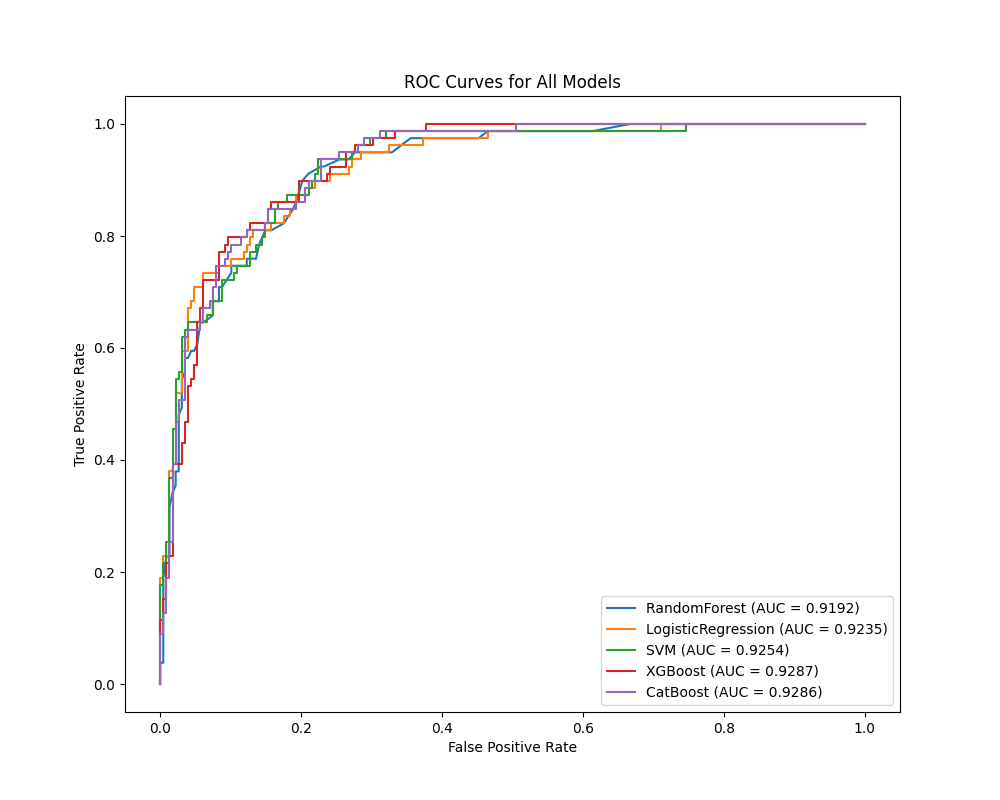 ROC Curves for All Models
True Positive Rate
1.0
0.8
0.6
0.4
0.2
0.0
RandomForest (AUC = 0.9192)
LogisticRegression (AUC = 0.9235)
SVM (AUC = 0.9254)
XGBoost (AUC = 0.9287)
CatBoost (AUC = 0.9286)
0.0 0.2 0.4 0.6 0.8 1.0
False Positive Rate